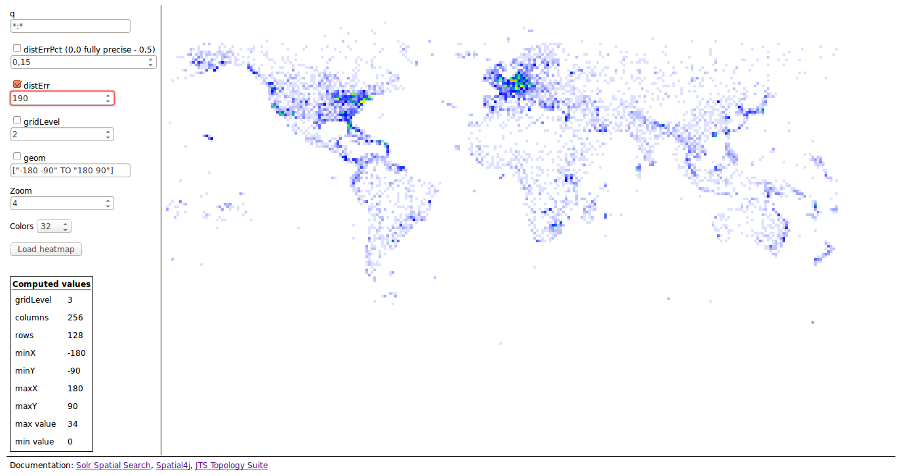 q
*:*
distErrPct (0,0 fully precise - 0,5)
0,15
distErr
190
gridLevel
2
geom
["-180 -90" TO "180 90"]
Zoom
4
Colors 32
Load heatmap
Computed values
gridLevel 3
columns 256
rows 128
minX -180
minY -90
maxX 180
maxY 90
max value 34
min value 0
Documentation: Solr Spatial Search, Spatial4j, JTS Topology Suite